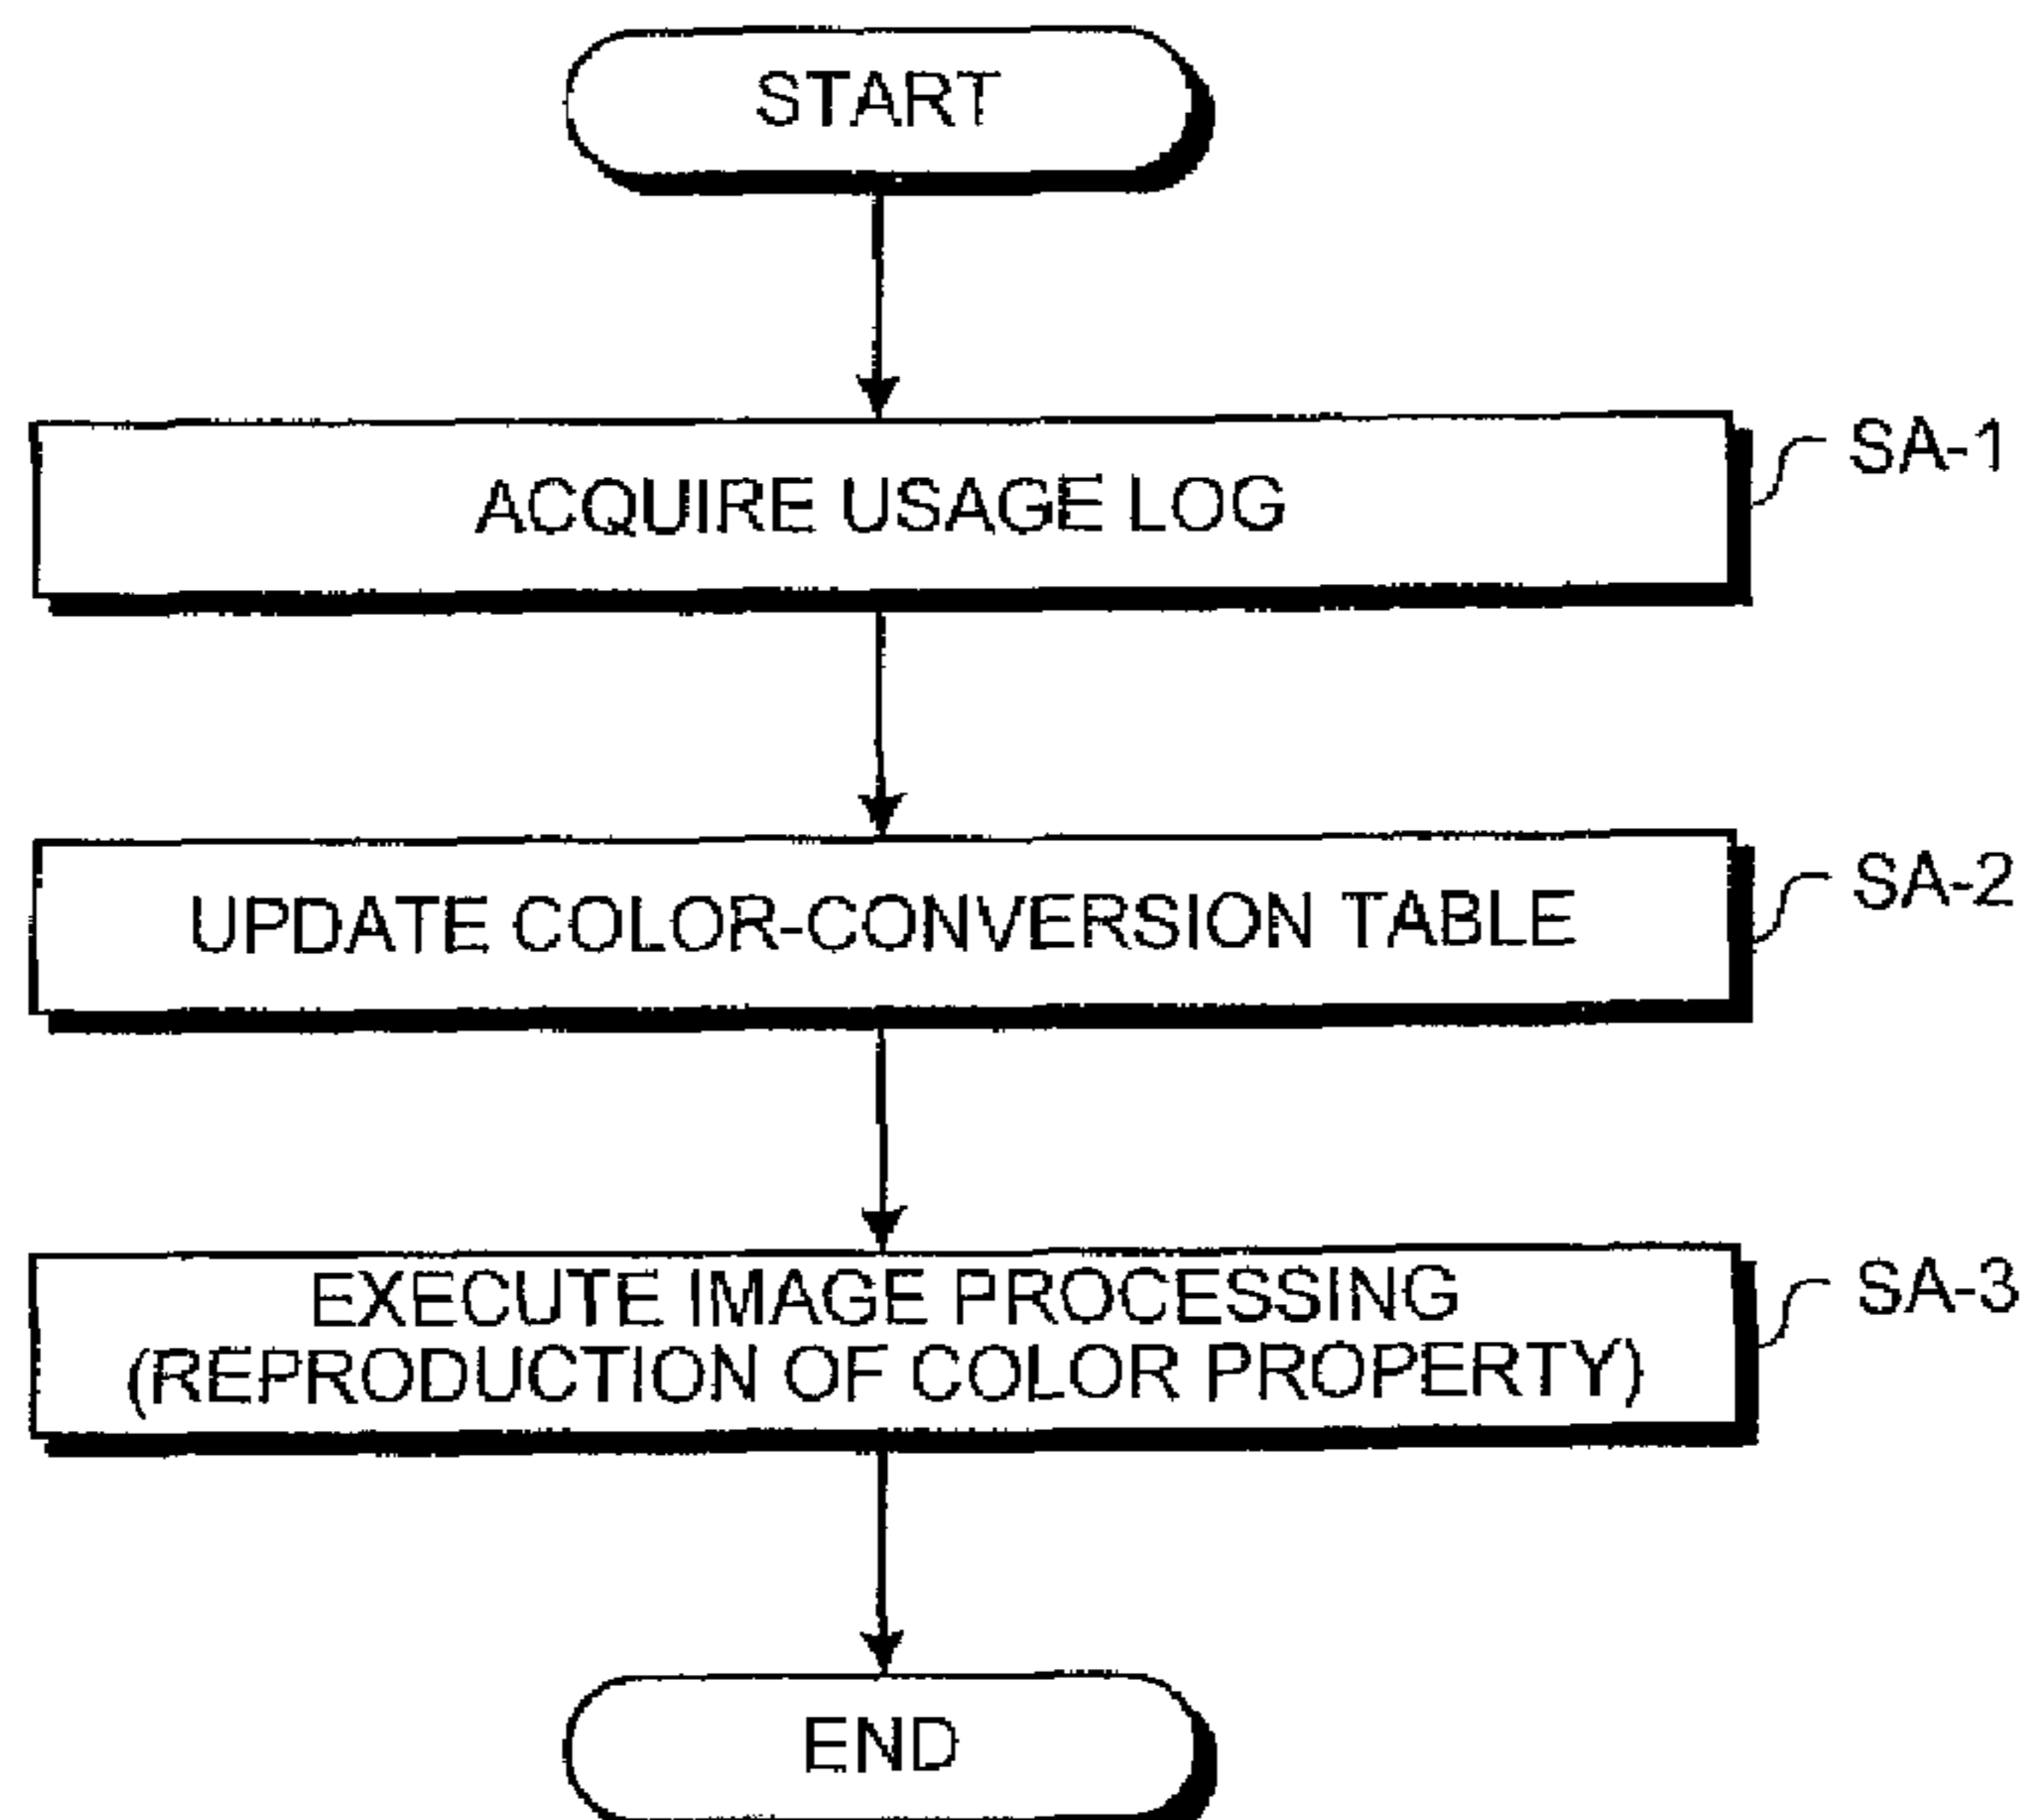 START
ACQUIRE USAGE LOG
SA-1
UPDATE COLOR-CONVERSION TABLE
SA-2
EXECUTE IMAGE PROCESSING
(REPRODUCTION OF COLOR PROPERTY)
SA-3
END